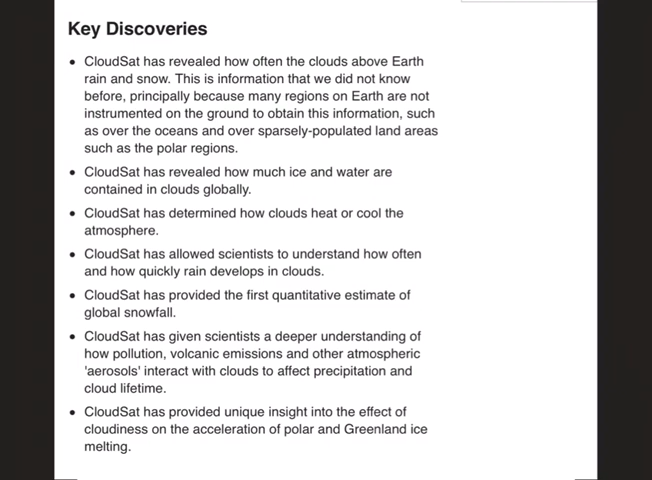 Key Discoveries
• CloudSat has revealed how often the clouds above Earth
rain and snow. This is information that we did not know
before, principally because many regions on Earth are not
instrumented on the ground to obtain this information, such
as over the oceans and over sparsely-populated land areas
such as the polar regions.
• CloudSat has revealed how much ice and water are
contained in clouds globally.
• CloudSat has determined how clouds heat or cool the
atmosphere.
• CloudSat has allowed scientists to understand how often
and how quickly rain develops in clouds.
• CloudSat has provided the first quantitative estimate of
global snowfall.
• CloudSat has given scientists a deeper understanding of
how pollution, volcanic emissions and other atmospheric
'aerosols' interact with clouds to affect precipitation and
cloud lifetime.
• CloudSat has provided unique insight into the effect of
cloudiness on the acceleration of polar and Greenland ice
melting.